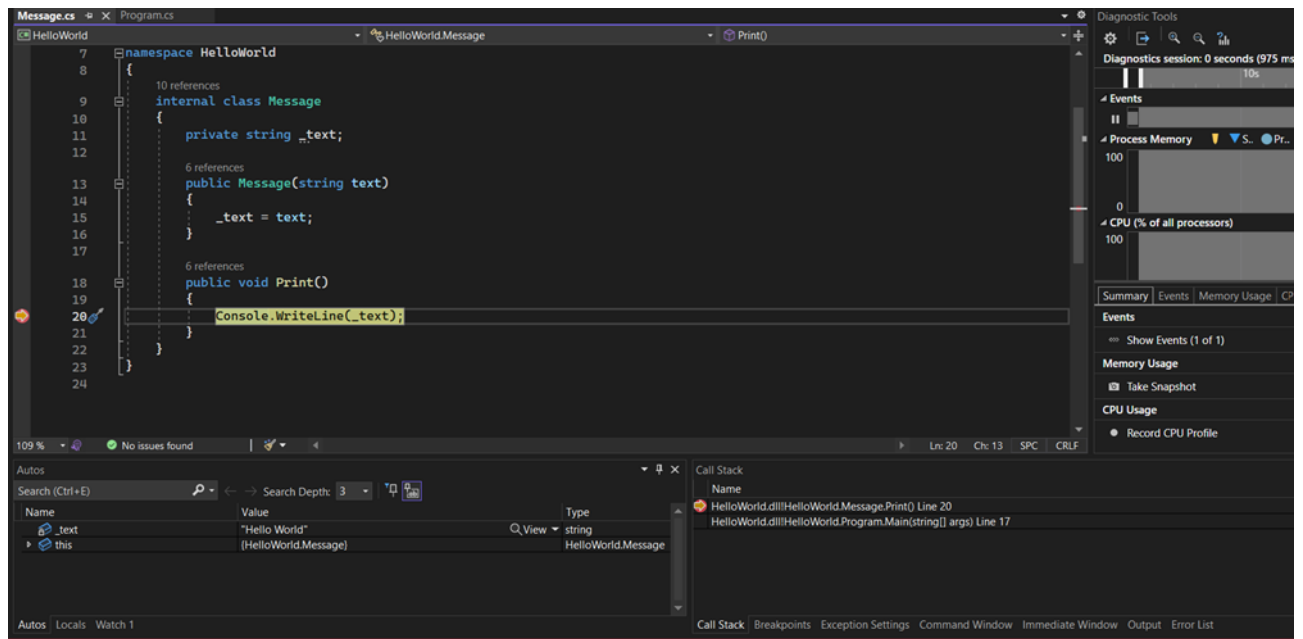 Message.cs Program.cs
HelloWorld HelloWorld.Message Print()
7 namespace HelloWorld
8 {
10 references
9 internal class Message
10 {
11 private string _text;
12
6 references
13 public Message(string text)
14 {
15 _text = text;
16 }
17
6 references
18 public void Print()
19 {
20 Console.WriteLine(_text);
21 }
22 }
23 }
24
109 % No issues found Ln: 20 Ch: 13 SPC CRLF
Diagnostic Tools
Diagnostics session: 0 seconds (975 ms
10s
Events
Process Memory S.. Pr..
100
0
CPU (% of all processors)
100
Summary Events Memory Usage CP
Events
Show Events (1 of 1)
Memory Usage
Take Snapshot
CPU Usage
Record CPU Profile
Autos
Search (Ctrl+E) Search Depth: 3
Name Value Type
_text "Hello World" View string
this {HelloWorld.Message} HelloWorld.Message
Autos Locals Watch 1
Call Stack
Name
HelloWorld.dll!HelloWorld.Message.Print() Line 20
HelloWorld.dll!HelloWorld.Program.Main(string[] args) Line 17
Call Stack Breakpoints Exception Settings Command Window Immediate Window Output Error List